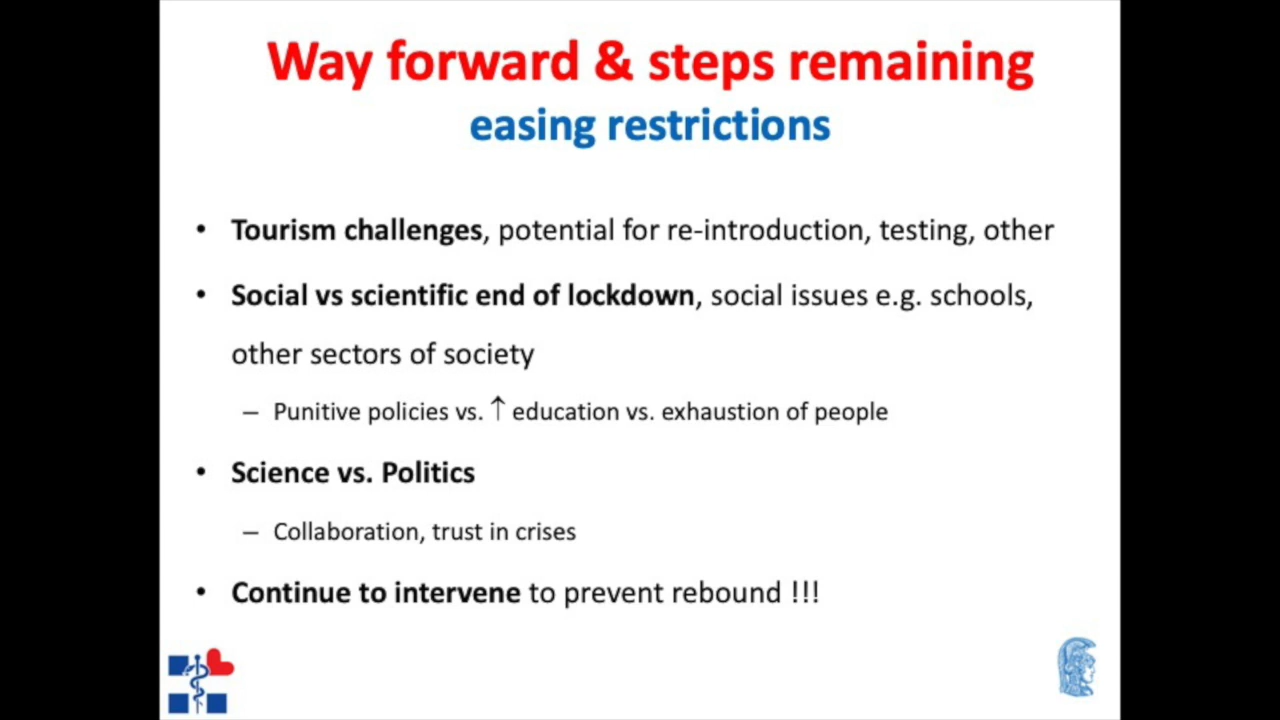 Way forward & steps remaining
easing restrictions
• Tourism challenges, potential for re-introduction, testing, other
• Social vs scientific end of lockdown, social issues e.g. schools,
other sectors of society
– Punitive policies vs. ↑ education vs. exhaustion of people
• Science vs. Politics
– Collaboration, trust in crises
• Continue to intervene to prevent rebound !!!